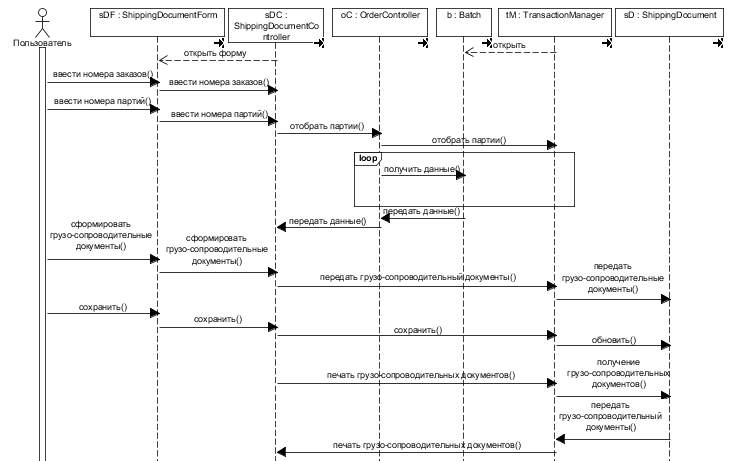 sDF : ShippingDocumentForm
sDC :
ShippingDocumentCo
ntroller
oC : OrderController
b : Batch
tM : TransactionManager
sD : ShippingDocument
Пользователь
открыть форму
открыть
ввести номера заказов()
ввести номера заказов()
ввести номера партий()
ввести номера партий()
отобрать партии()
отобрать партии()
loop
получить данные()
передать данные()
передать данные()
сформировать
грузо-сопроводительные
документы()
сформировать
грузо-сопроводительные
документы()
передать грузо-сопроводительный документы()
передать
грузо-сопроводительные
документы()
сохранить()
сохранить()
сохранить()
обновить()
печать грузо-сопроводительных документов()
получение
грузо-сопроводительных
документов()
передать
грузо-сопроводительный
документы()
печать грузо-сопроводительных документов()